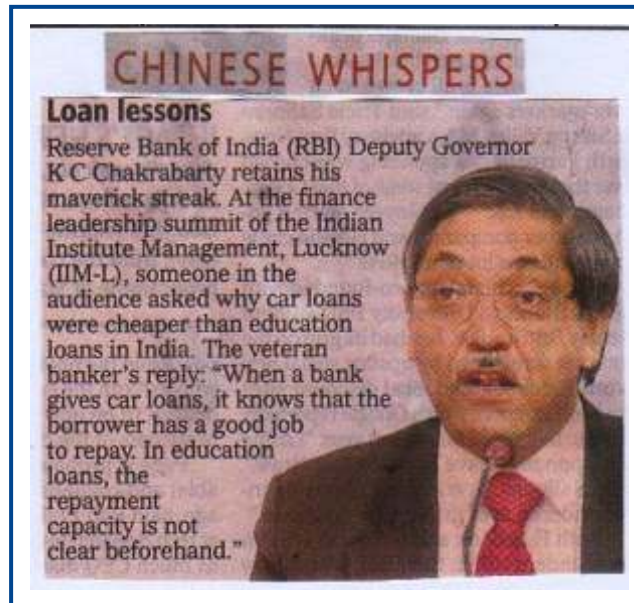 CHINESE WHISPERS
Loan lessons
Reserve Bank of India (RBI) Deputy Governor
K C Chakrabarty retains his
maverick streak. At the finance
leadership summit of the Indian
Institute Management, Lucknow
(IIM-L), someone in the
audience asked why car loans
were cheaper than education
loans in India. The veteran
banker's reply: “When a bank
gives car loans, it knows that the
borrower has a good job
to repay. In education
loans, the
repayment
capacity is not
clear beforehand.”